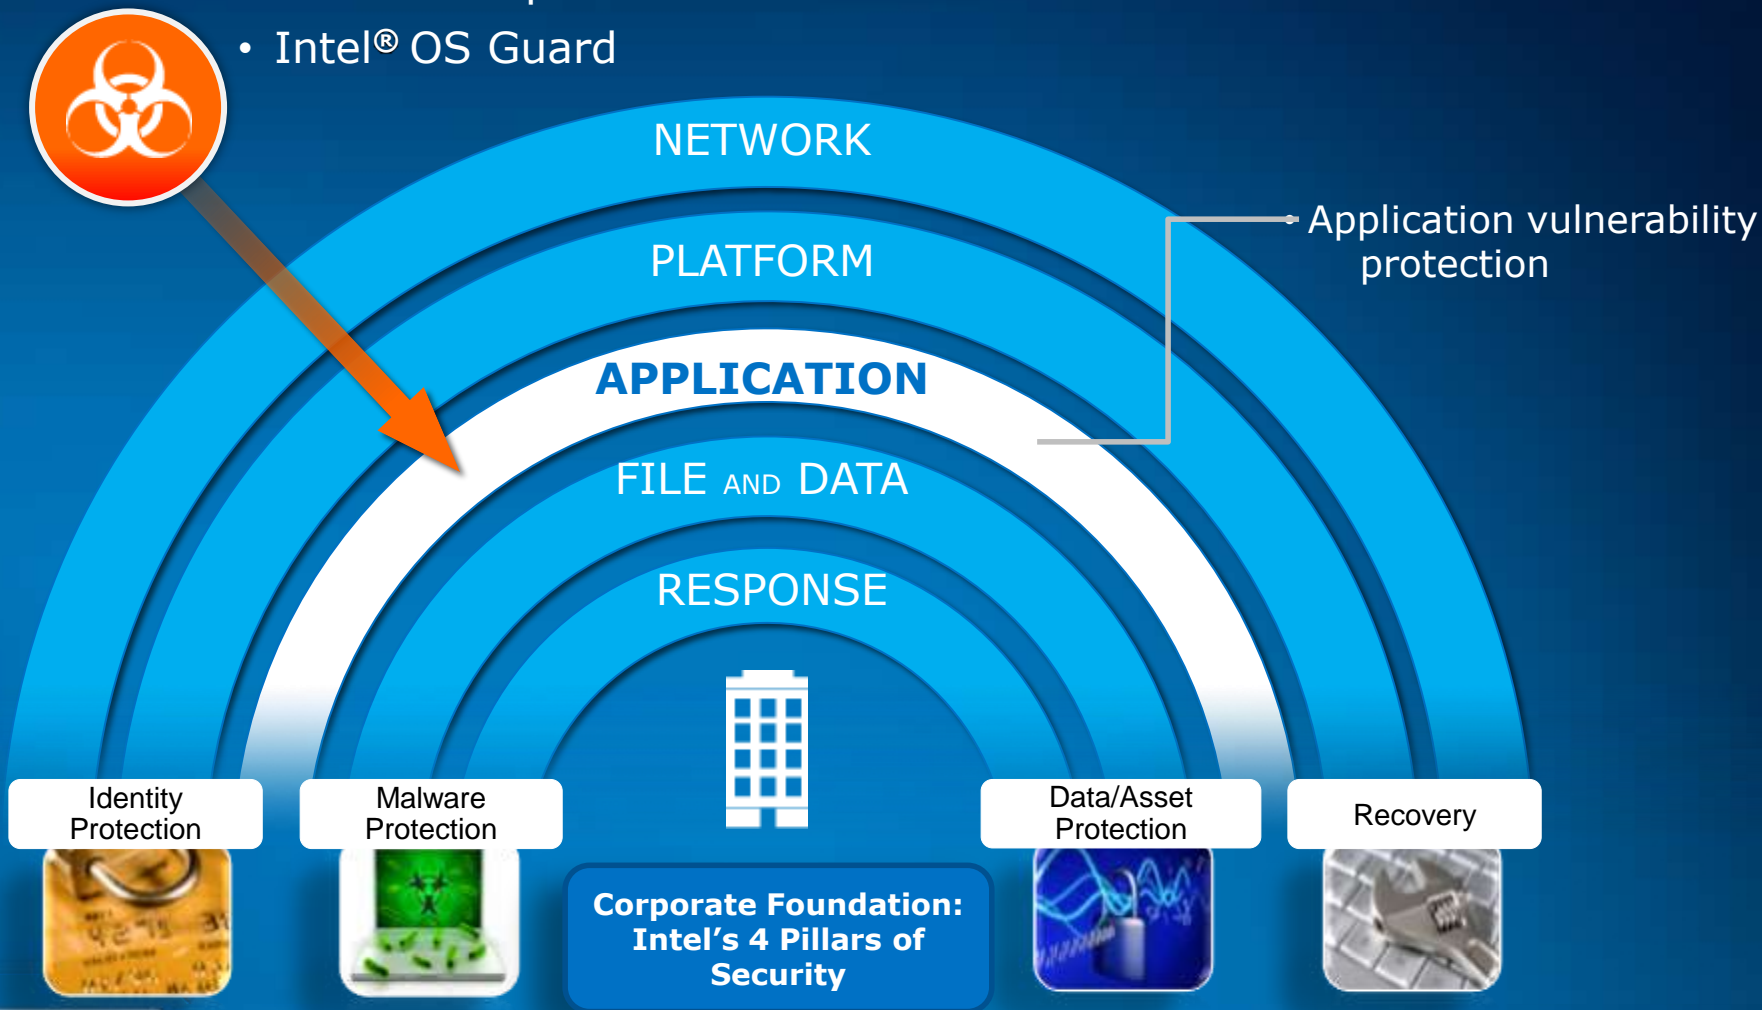 • Intel® OS Guard
NETWORK
PLATFORM
• Application vulnerability
protection
APPLICATION
FILE AND DATA
RESPONSE
Identity
Protection
Malware
Protection
Data/Asset
Protection
Recovery
Corporate Foundation:
Intel's 4 Pillars of
Security